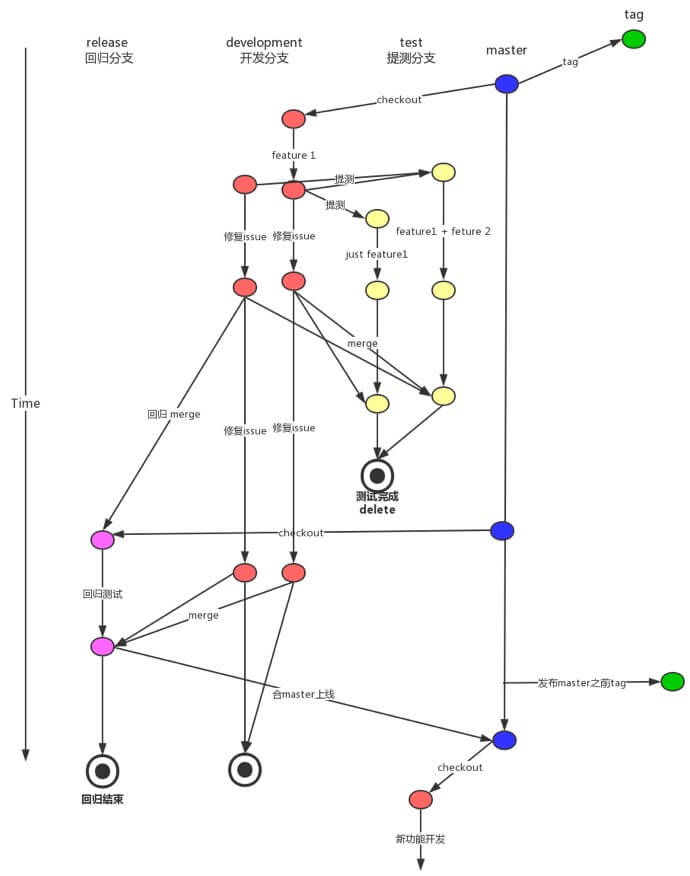 tag
release
回归分支
development
开发分支
test
提测分支
master
tag
checkout
feature 1
提测
提测
修复issue
修复issue
feature1 + feture 2
just feature1
merge
Time
回归 merge
修复issue
修复issue
测试完成
delete
checkout
回归测试
merge
发布master之前tag
合master上线
checkout
回归结束
新功能开发